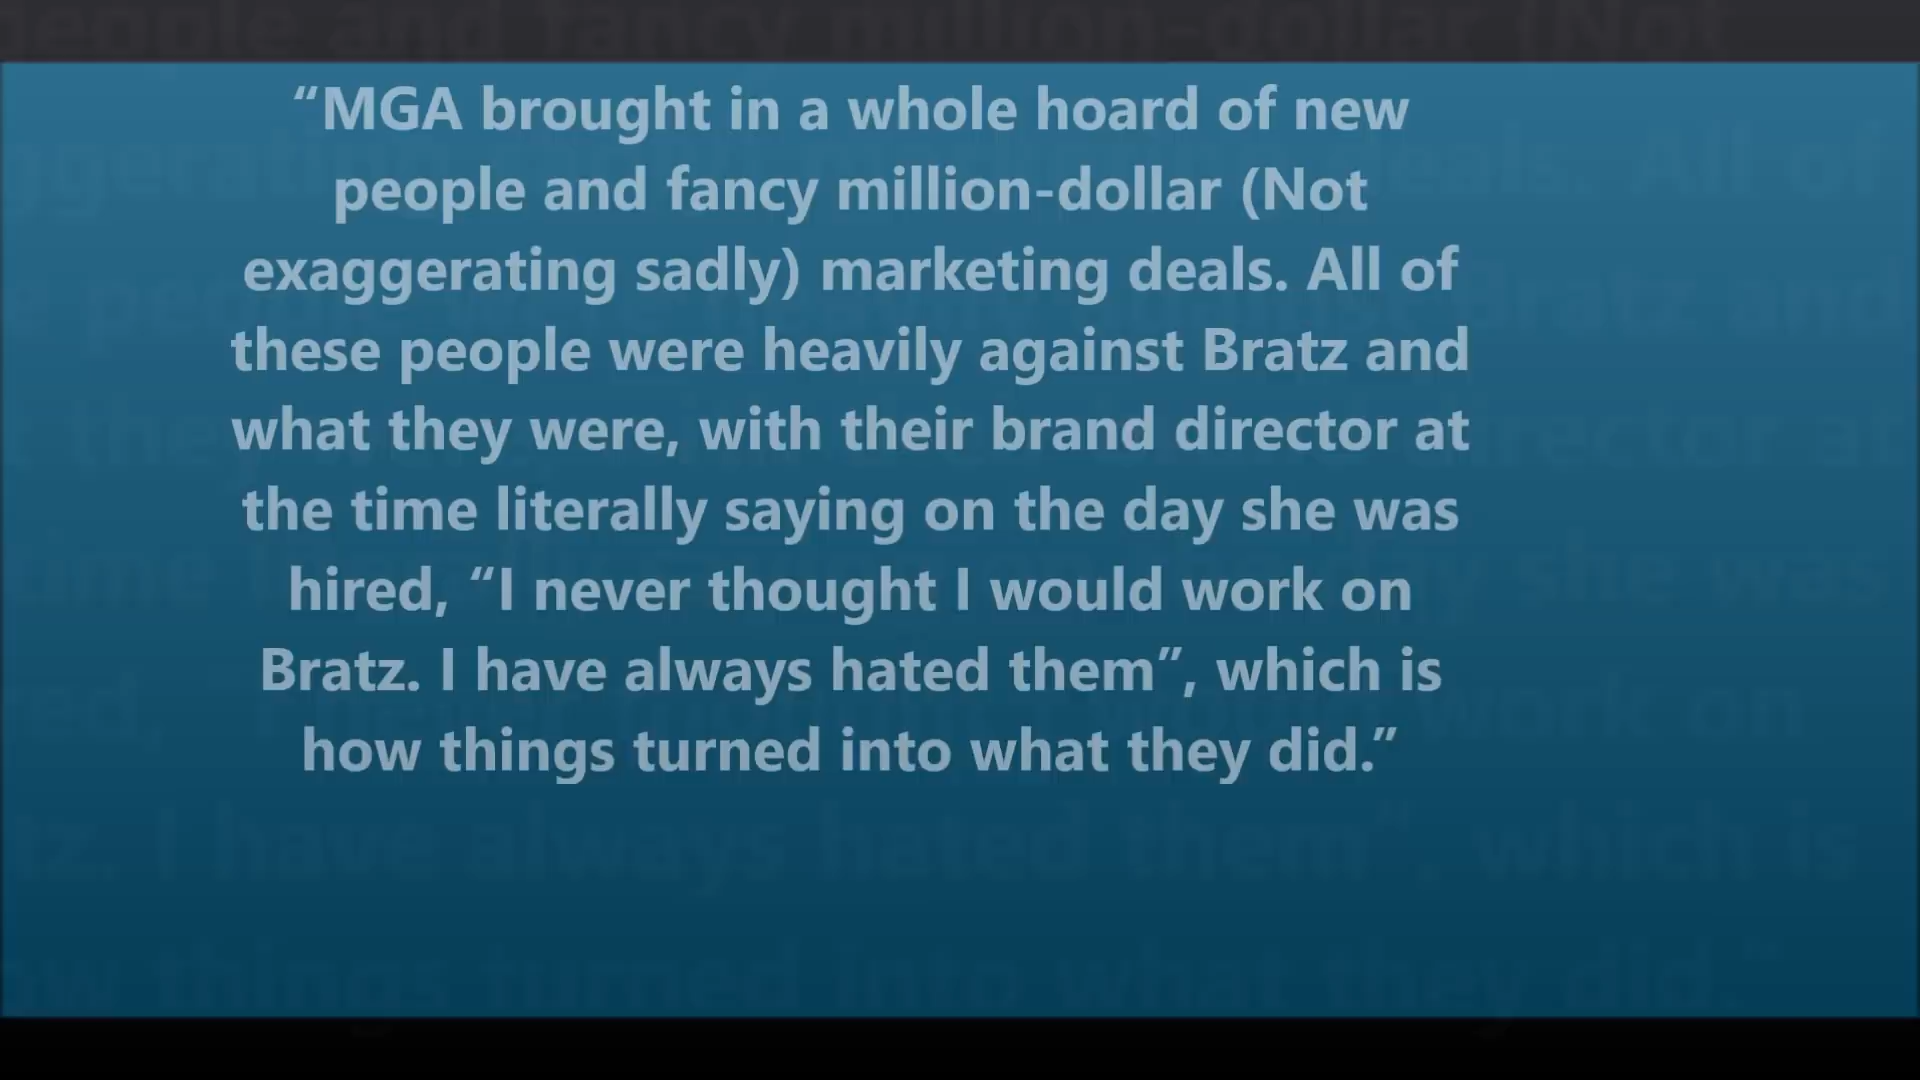 “MGA brought in a whole hoard of new
people and fancy million-dollar (Not
exaggerating sadly) marketing deals. All of
these people were heavily against Bratz and
what they were, with their brand director at
the time literally saying on the day she was
hired, “I never thought I would work on
Bratz. I have always hated them”, which is
how things turned into what they did.”